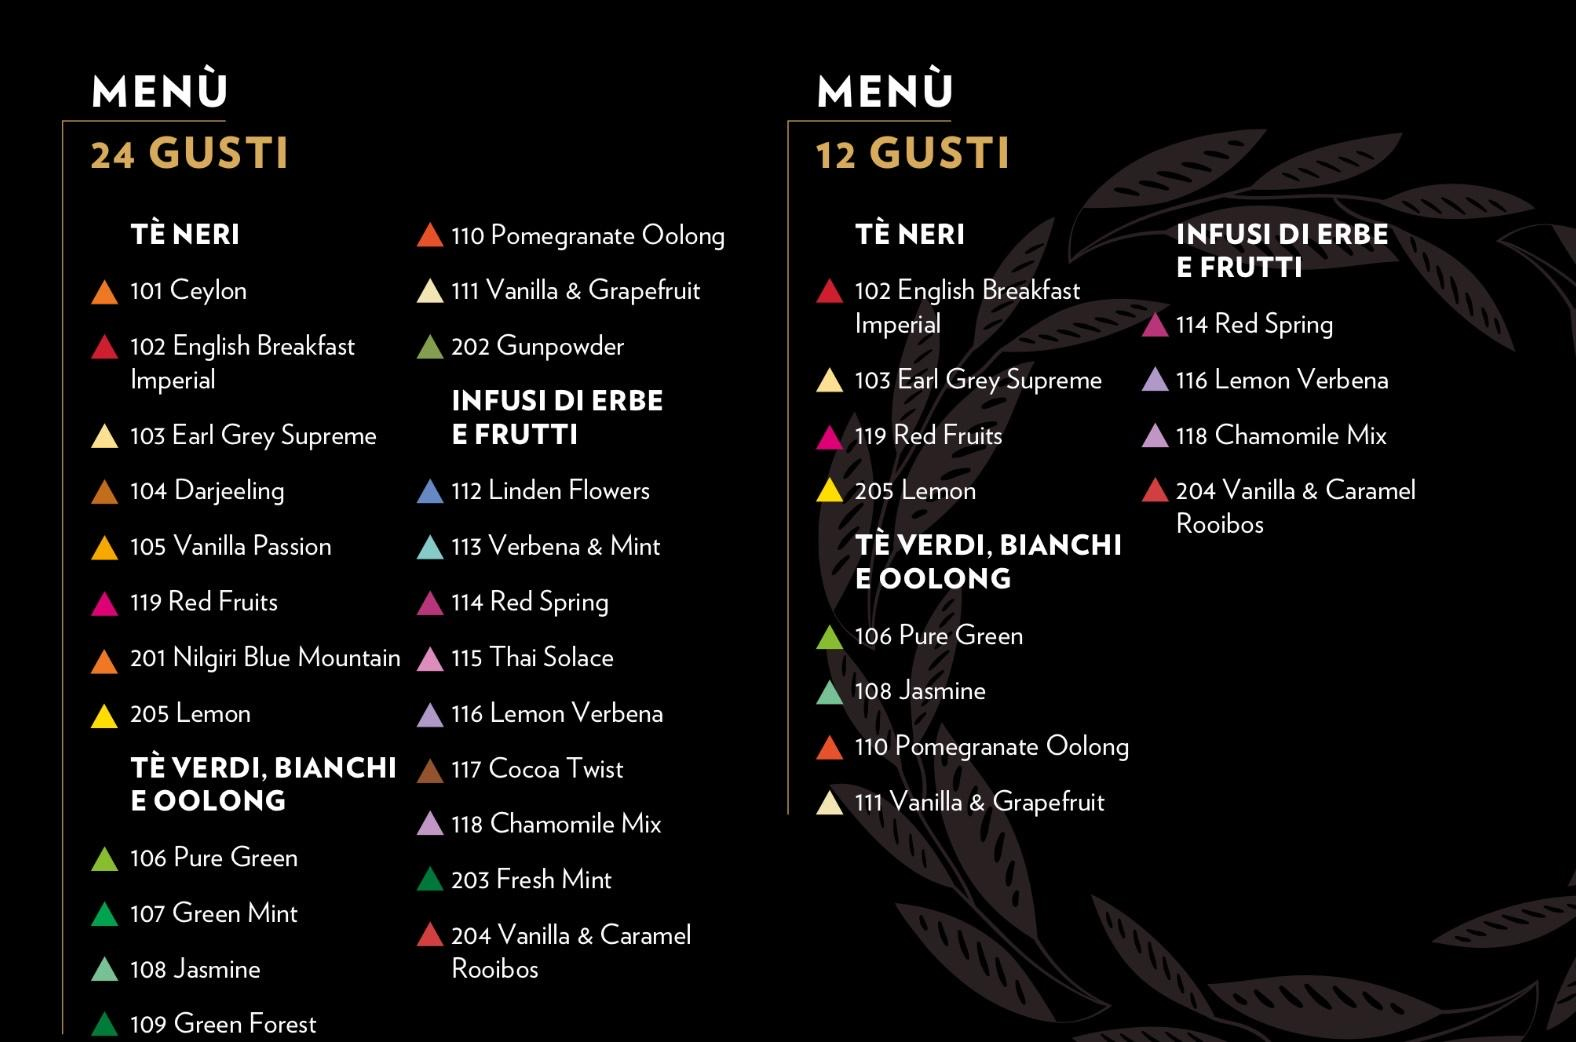 MENÙ
24 GUSTI
TÈ NERI
101 Ceylon
102 English Breakfast
Imperial
103 Earl Grey Supreme
104 Darjeeling
105 Vanilla Passion
119 Red Fruits
201 Nilgiri Blue Mountain
205 Lemon
TÈ VERDI, BIANCHI
E OOLONG
106 Pure Green
107 Green Mint
108 Jasmine
109 Green Forest
110 Pomegranate Oolong
111 Vanilla & Grapefruit
202 Gunpowder
INFUSI DI ERBE
E FRUTTI
112 Linden Flowers
113 Verbena & Mint
114 Red Spring
115 Thai Solace
116 Lemon Verbena
117 Cocoa Twist
118 Chamomile Mix
203 Fresh Mint
204 Vanilla & Caramel
Rooibos
MENÙ
12 GUSTI
TÈ NERI
102 English Breakfast
Imperial
103 Earl Grey Supreme
119 Red Fruits
205 Lemon
TÈ VERDI, BIANCHI
E OOLONG
106 Pure Green
108 Jasmine
110 Pomegranate Oolong
111 Vanilla & Grapefruit
INFUSI DI ERBE
E FRUTTI
114 Red Spring
116 Lemon Verbena
118 Chamomile Mix
204 Vanilla & Caramel
Rooibos